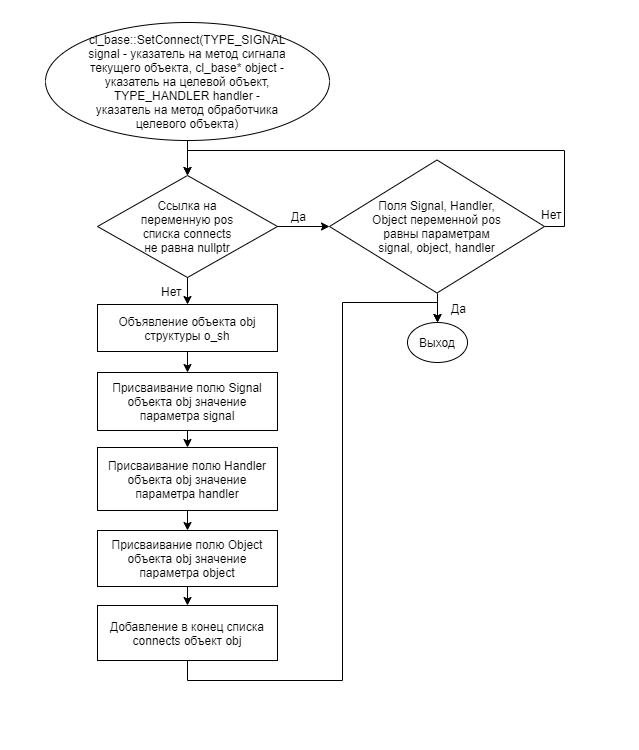 cl_base::SetConnect(TYPE_SIGNAL
signal - указатель на метод сигнала
текущего объекта, cl_base* object -
указатель на целевой объект,
TYPE_HANDLER handler -
указатель на метод обработчика
целевого объекта)
Ссылка на
переменную pos
списка connects
не равна nullptr
Да
Поля Signal, Handler,
Object переменной pos
равны параметрам
signal, object, handler
Нет
Нет
Да
Выход
Объявление объекта obj
структуры o_sh
Присваивание полю Signal
объекта obj значение
параметра signal
Присваивание полю Handler
объекта obj значение
параметра handler
Присваивание полю Object
объекта obj значение
параметра object
Добавление в конец списка
connects объект obj